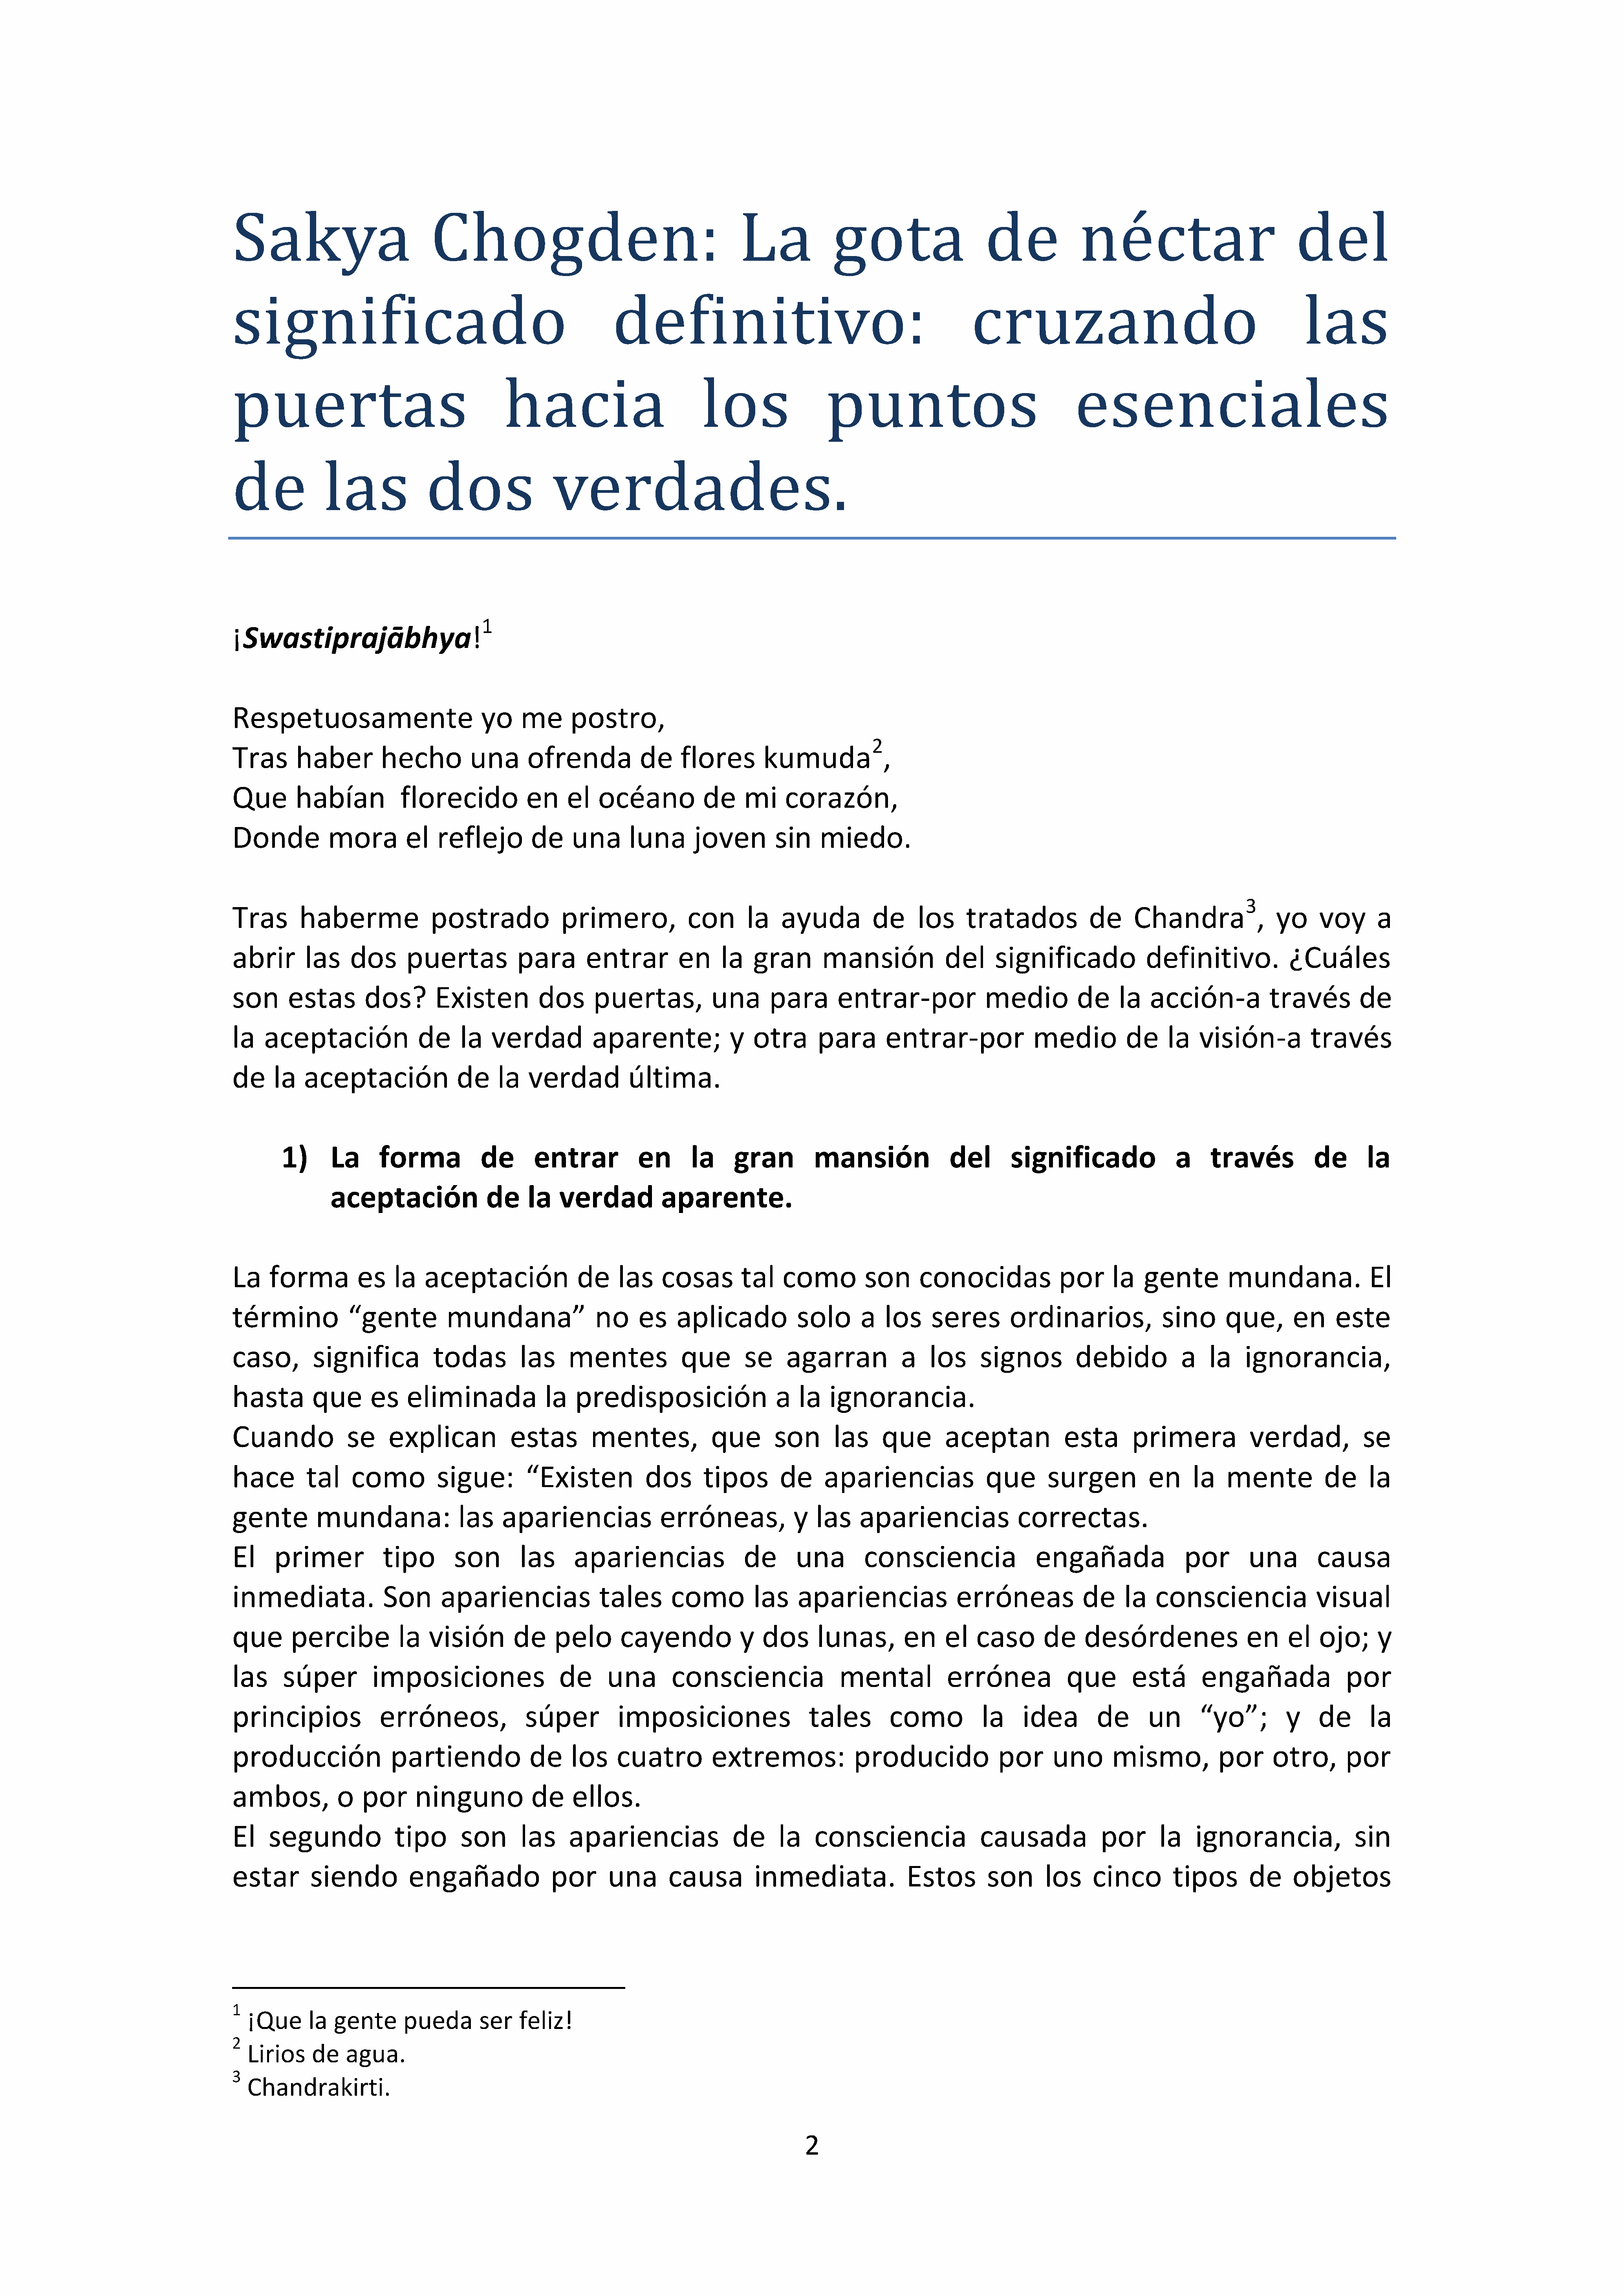 Sakya Chogden: La gota de néctar del
significado definitivo: cruzando las
puertas hacia los puntos esenciales
de las dos verdades.
¡Swastiprajābhya!1
Respetuosamente yo me postro,
Tras haber hecho una ofrenda de flores kumuda2,
Que habían florecido en el océano de mi corazón,
Donde mora el reflejo de una luna joven sin miedo.
Tras haberme postrado primero, con la ayuda de los tratados de Chandra3, yo voy a
abrir las dos puertas para entrar en la gran mansión del significado definitivo. ¿Cuáles
son estas dos? Existen dos puertas, una para entrar-por medio de la acción-a través de
la aceptación de la verdad aparente; y otra para entrar-por medio de la visión-a través
de la aceptación de la verdad última.
1) La forma de entrar en la gran mansión del significado a través de la
aceptación de la verdad aparente.
La forma es la aceptación de las cosas tal como son conocidas por la gente mundana. El
término “gente mundana” no es aplicado solo a los seres ordinarios, sino que, en este
caso, significa todas las mentes que se agarran a los signos debido a la ignorancia,
hasta que es eliminada la predisposición a la ignorancia.
Cuando se explican estas mentes, que son las que aceptan esta primera verdad, se
hace tal como sigue: “Existen dos tipos de apariencias que surgen en la mente de la
gente mundana: las apariencias erróneas, y las apariencias correctas.
El primer tipo son las apariencias de una consciencia engañada por una causa
inmediata. Son apariencias tales como las apariencias erróneas de la consciencia visual
que percibe la visión de pelo cayendo y dos lunas, en el caso de desórdenes en el ojo; y
las súper imposiciones de una consciencia mental errónea que está engañada por
principios erróneos, súper imposiciones tales como la idea de un “yo”; y de la
producción partiendo de los cuatro extremos: producido por uno mismo, por otro, por
ambos, o por ninguno de ellos.
El segundo tipo son las apariencias de la consciencia causada por la ignorancia, sin
estar siendo engañado por una causa inmediata. Estos son los cinco tipos de objetos
1 ¡Que la gente pueda ser feliz!
2 Lirios de agua.
3 Chandrakirti.
2